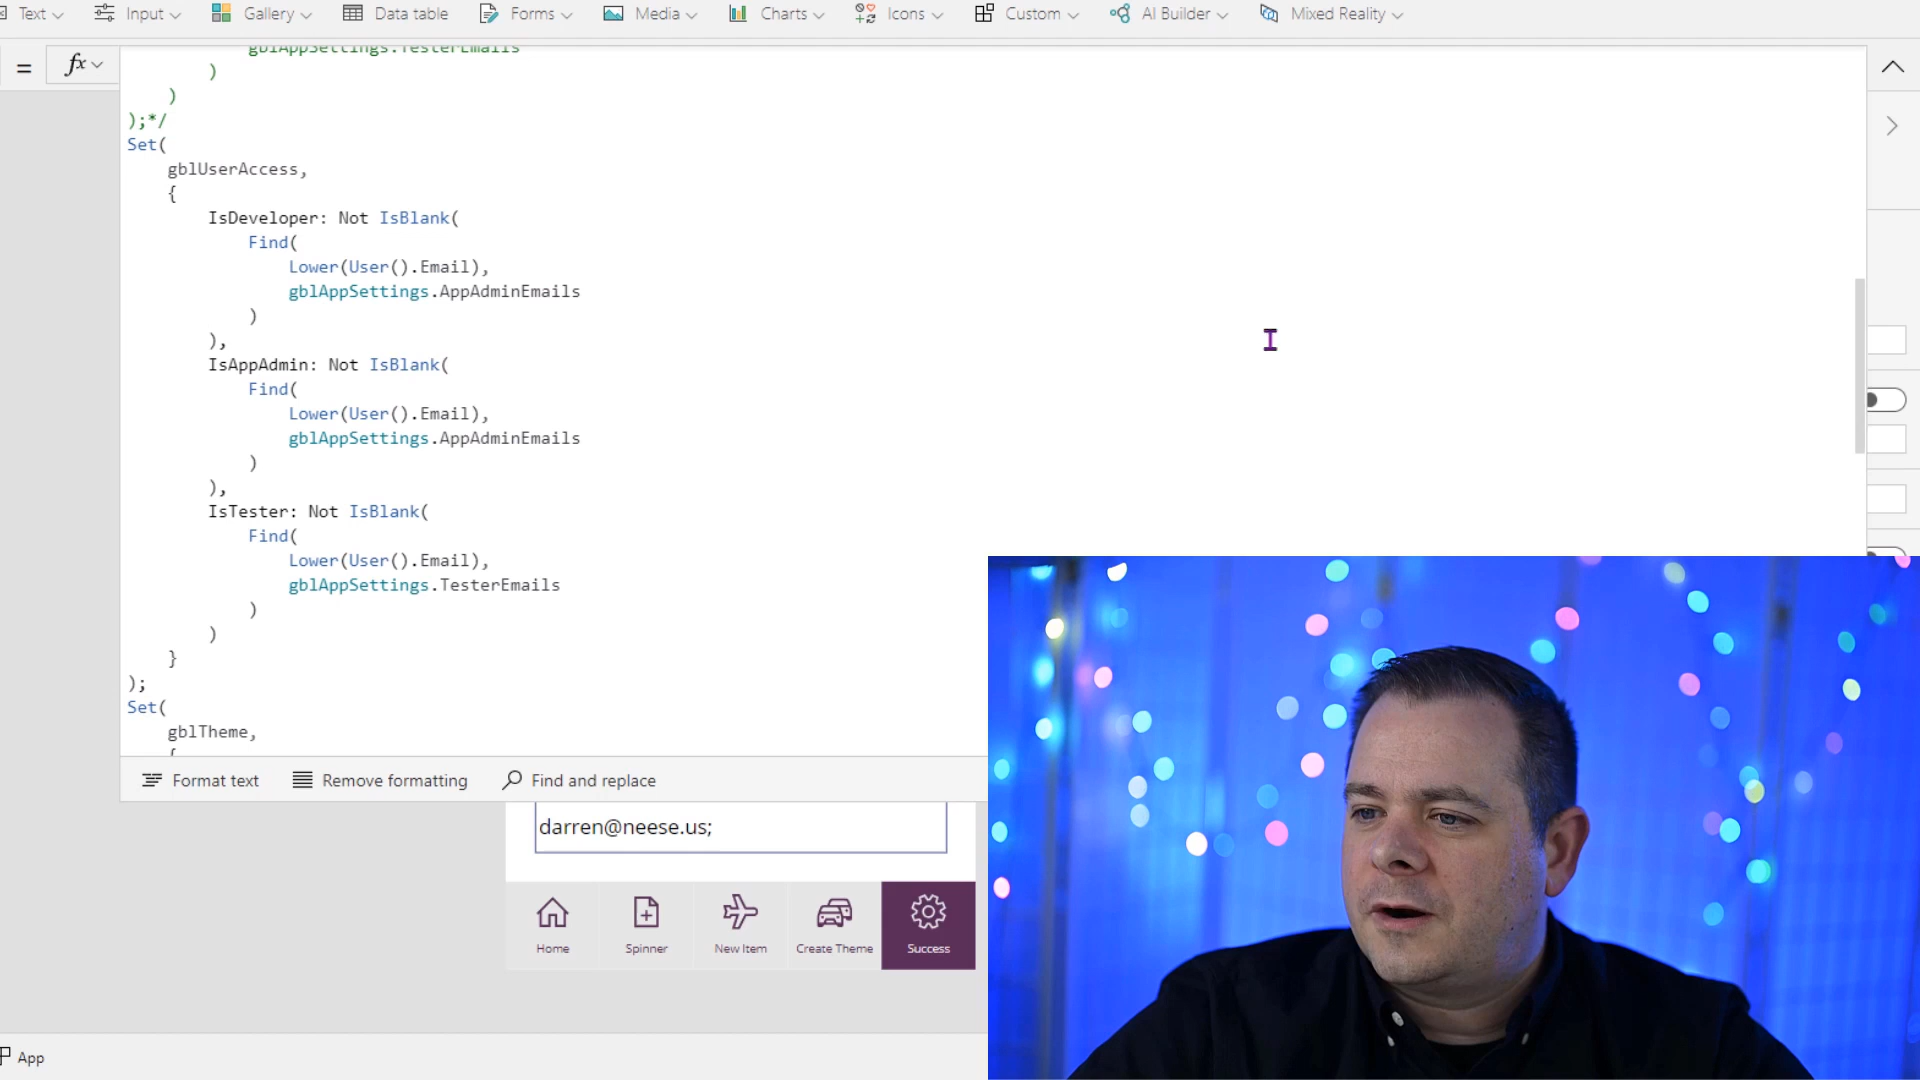 Text
Input
Gallery
Data table
Forms
Media
Charts
Icons
Custom
AI Builder
Mixed Reality
= fx
gblAppSettings.TesterEmails
)
)
);*/
Set(
gblUserAccess,
{
IsDeveloper: Not IsBlank(
Find(
Lower(User().Email),
gblAppSettings.AppAdminEmails
)
),
IsAppAdmin: Not IsBlank(
Find(
Lower(User().Email),
gblAppSettings.AppAdminEmails
)
),
IsTester: Not IsBlank(
Find(
Lower(User().Email),
gblAppSettings.TesterEmails
)
)
}
);
Set(
gblTheme,
{
Format text
Remove formatting
Find and replace
darren@neese.us;
Home
Spinner
New Item
Create Theme
Success
App